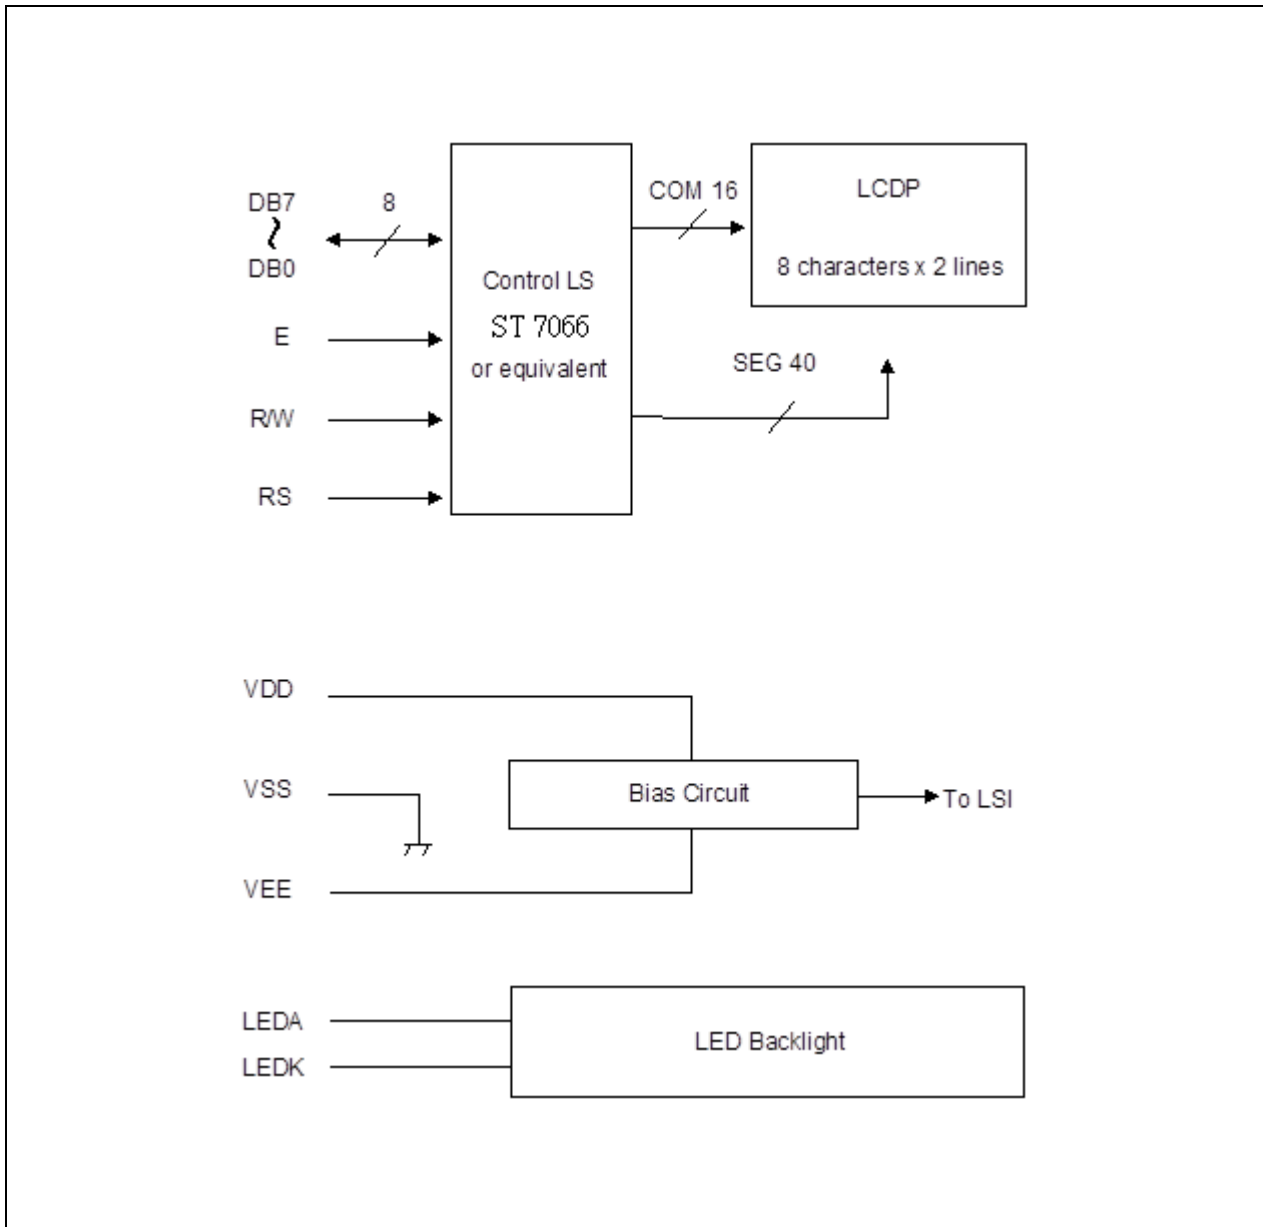 DB7
8
DB0
E
R/W
RS
Control LS
ST 7066
or equivalent
COM 16
LCDP
8 characters x 2 lines
SEG 40
VDD
VSS
VEE
Bias Circuit
To LSI
LEDA
LEDK
LED Backlight